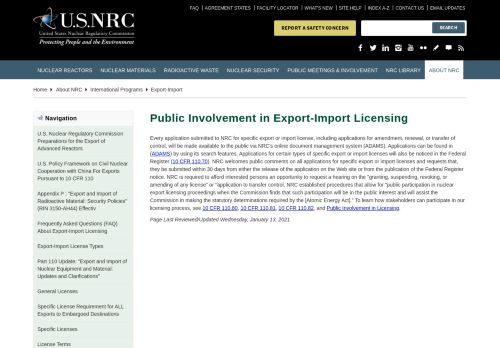 FAQ | AGREEMENT STATES | FACILITY LOCATOR | WHAT'S NEW | SITE HELP | INDEX A-Z | CONTACT US | EMAIL UPDATES
U.S.NRC
United States Nuclear Regulatory Commission
Protecting People and the Environment
REPORT A SAFETY CONCERN
SEARCH
NUCLEAR REACTORS
NUCLEAR MATERIALS
RADIOACTIVE WASTE
NUCLEAR SECURITY
PUBLIC MEETINGS & INVOLVEMENT
NRC LIBRARY
ABOUT NRC
Home
About NRC
International Programs
Export-Import
Navigation
U.S. Nuclear Regulatory Commission
Preparations for the Export of
Advanced Reactors
U.S. Policy Framework on Civil Nuclear
Cooperation with China For Exports
Pursuant to 10 CFR 110
Appendix P : "Export and Import of
Radioactive Material; Security Policies"
(RIN 3150-AH44) Effectiv
Frequently Asked Questions (FAQ)
About Export-Import Licensing
Export-Import License Types
Part 110 Update: "Export and Import of
Nuclear Equipment and Material:
Updates and Clarifications"
General Licenses
Specific License Requirement for ALL
Exports to Embargoed Destinations
Specific Licenses
License Terms
Public Involvement in Export-Import Licensing
Every application submitted to NRC for specific export or import license, including applications for amendment, renewal, or transfer of
control, will be made available to the public via NRC's online document management system (ADAMS). Applications can be found in
(ADAMS) by using its search features. Applications for certain types of specific export or import licenses will also be noticed in the Federal
Register (10 CFR 110.70). NRC welcomes public comments on all applications for specific export or import licenses and requests that,
they be submitted within 30 days from either the release of the application on the Web site or from the publication of the Federal Register
notice. NRC is required to afford interested persons an opportunity to request a hearing on the "granting, suspending, revoking, or
amending of any license" or "application to transfer control. NRC established procedures that allow for "public participation in nuclear
export licensing proceedings when the Commission finds that such participation will be in the public interest and will assist the
Commission in making the statutory determinations required by the [Atomic Energy Act]." To learn how stakeholders can participate in our
licensing process, see 10 CFR 110.80, 10 CFR 110.81, 10 CFR 110.82, and Public Involvement in Licensing.
Page Last Reviewed/Updated Wednesday, January 13, 2021